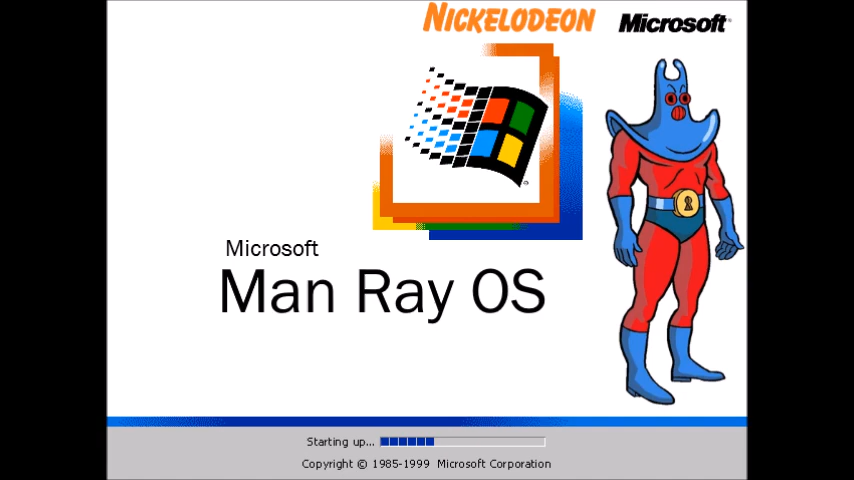 NICKELODEON
Microsoft
Microsoft
Man Ray OS
Starting up...
Copyright © 1985-1999 Microsoft Corporation